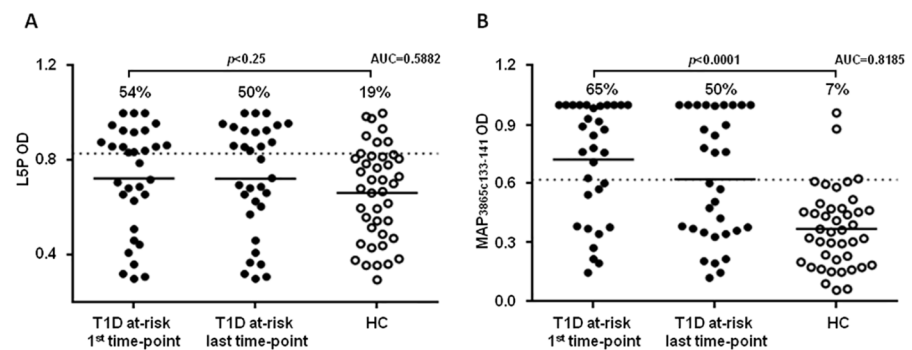 A
p<0.25
AUC=0.5882
1.2
54%
50%
19%
L5P OD
0.8
0.4
T1D at-risk
1st time-point
T1D at-risk
last time-point
HC
B
p<0.0001
AUC=0.8185
1.2
65%
50%
7%
MAP3865c133-141 OD
0.9
0.6
0.3
0.0
T1D at-risk
1st time-point
T1D at-risk
last time-point
HC